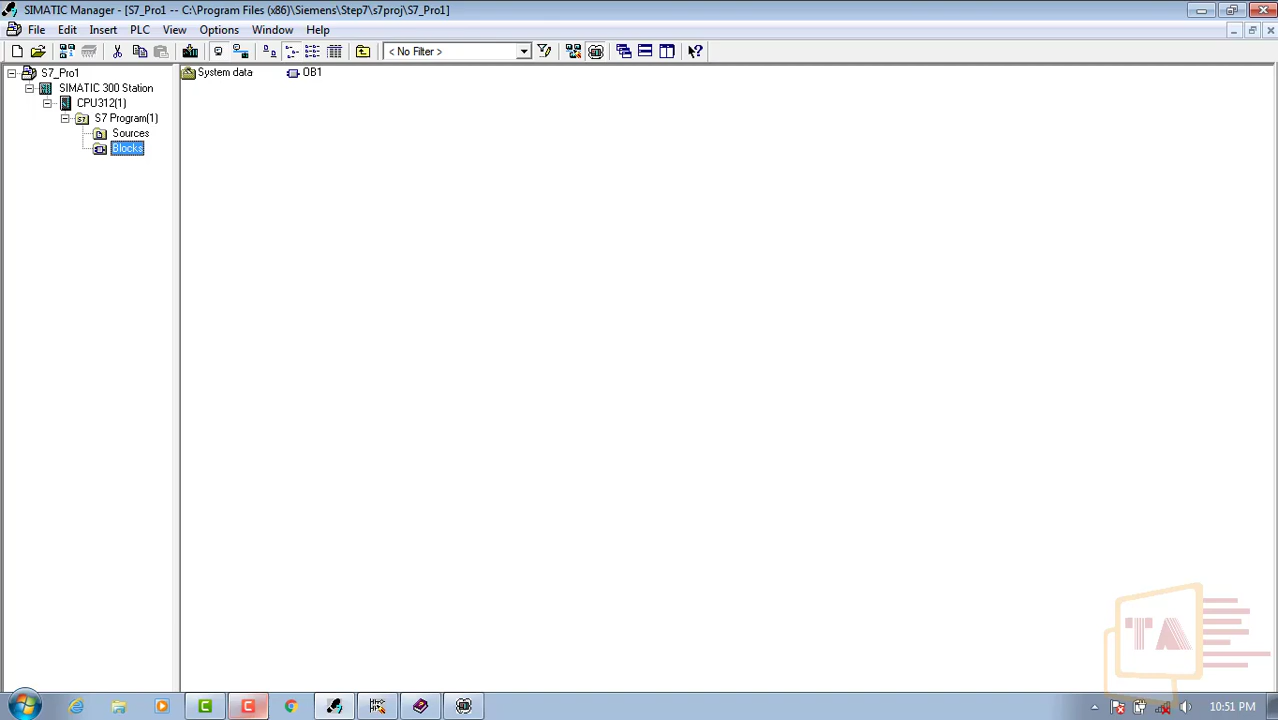 SIMATIC Manager - [S7_Pro1 -- C:\Program Files (x86)\Siemens\Step7\s7proj\S7_Pro1]
File Edit Insert PLC View Options Window Help
< No Filter >
S7_Pro1
SIMATIC 300 Station
CPU312(1)
S7 Program(1)
Sources
Blocks
System data OB1
TA
10:51 PM